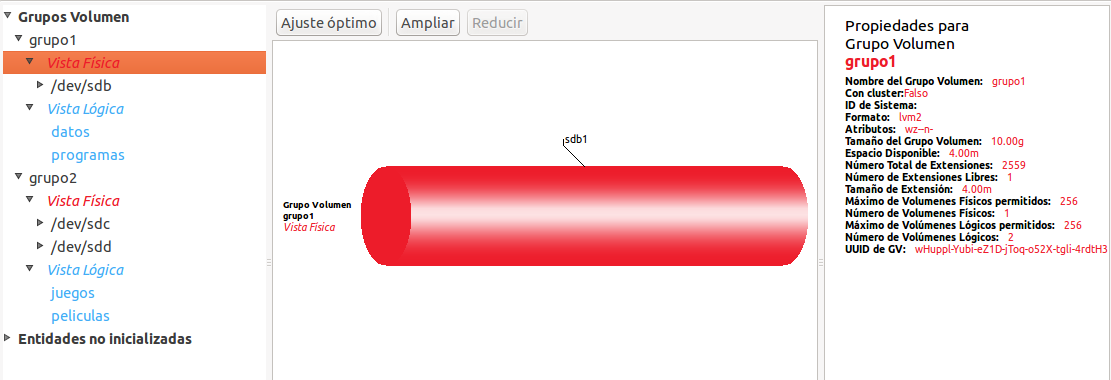 Grupos Volumen
grupo1
Vista Física
/dev/sdb
Vista Lógica
datos
programas
grupo2
Vista Física
/dev/sdc
/dev/sdd
Vista Lógica
juegos
peliculas
Entidades no inicializadas
Ajuste óptimo
Ampliar
Reducir
sdb1
Grupo Volumen
grupo1
Vista Física
Propiedades para
Grupo Volumen
grupo1
Nombre del Grupo Volumen: grupo1
Con cluster:Falso
ID de Sistema:
Formato: lvm2
Atributos: wz--n-
Tamaño del Grupo Volumen: 10.00g
Espacio Disponible: 4.00m
Número Total de Extensiones: 2559
Número de Extensiones Libres: 1
Tamaño de Extensión: 4.00m
Máximo de Volumenes Físicos permitidos: 256
Número de Volúmenes Físicos: 1
Máximo de Volúmenes Lógicos permitidos: 256
Número de Volúmenes Lógicos: 2
UUID de GV: wHuppl-Yubi-eZ1D-jToq-o52X-tgli-4rdtH3